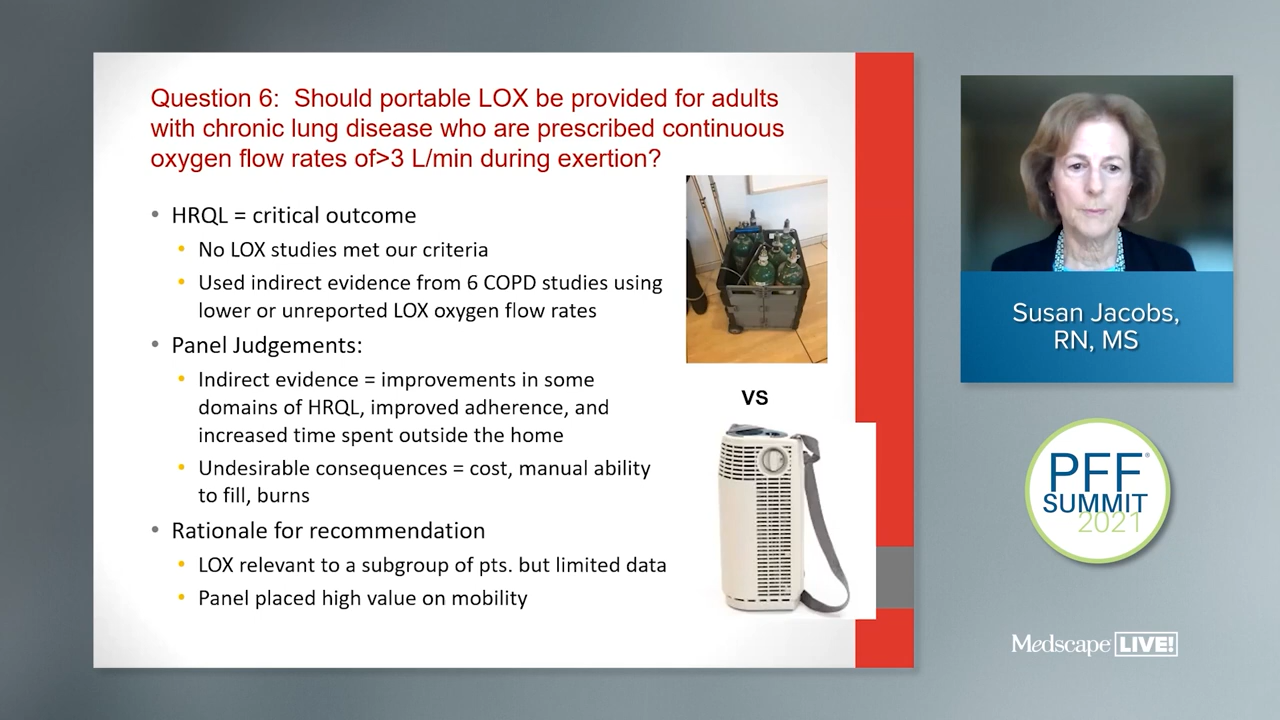 Question 6:  Should portable LOX be provided for adults
with chronic lung disease who are prescribed continuous
oxygen flow rates of>3 L/min during exertion?
• HRQL = critical outcome
• No LOX studies met our criteria
• Used indirect evidence from 6 COPD studies using
lower or unreported LOX oxygen flow rates
• Panel Judgements:
• Indirect evidence = improvements in some
domains of HRQL, improved adherence, and
increased time spent outside the home
• Undesirable consequences = cost, manual ability
to fill, burns
• Rationale for recommendation
• LOX relevant to a subgroup of pts. but limited data
• Panel placed high value on mobility
VS
Susan Jacobs,
RN, MS
PFF®
SUMMIT
2021
Medscape LIVE!